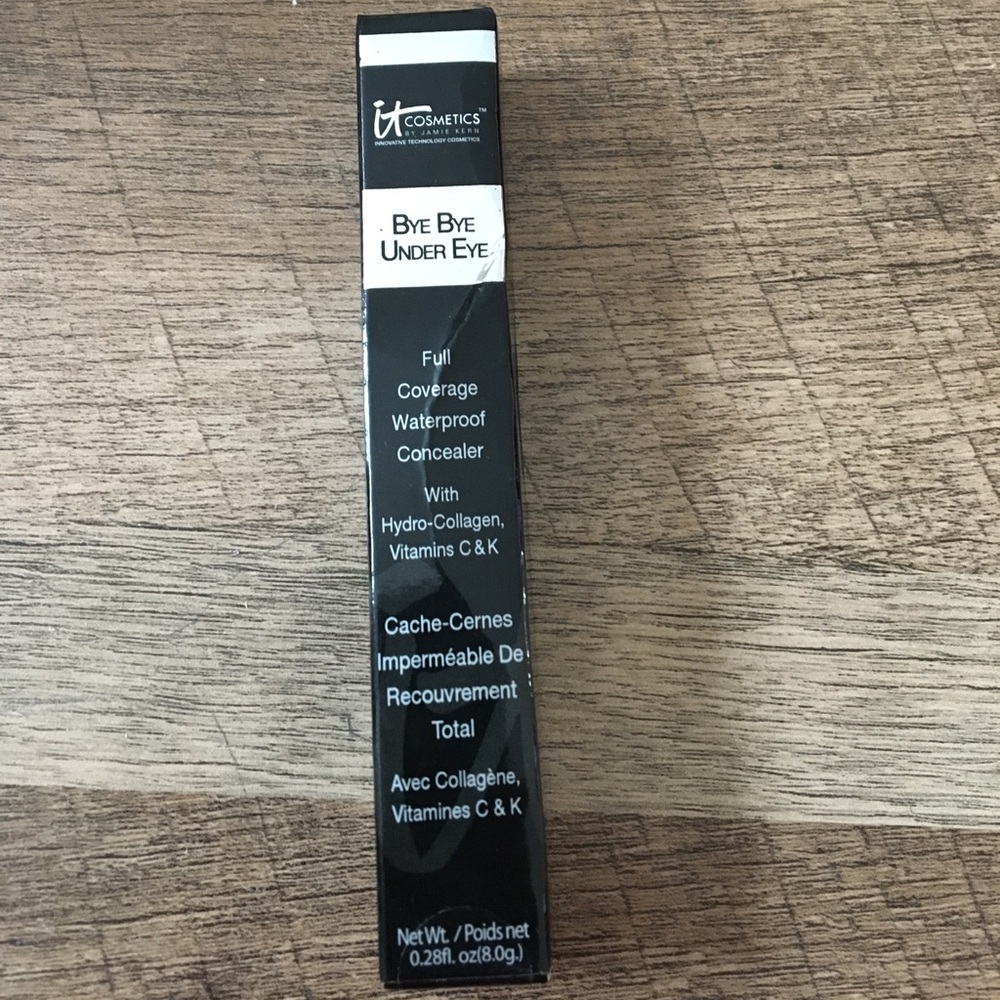 it COSMETICS™
BY JAMIE KERN
INNOVATIVE TECHNOLOGY COSMETICS
BYE BYE
UNDER EYE
Full
Coverage
Waterproof
Concealer
With
Hydro-Collagen,
Vitamins C & K
Cache-Cernes
Imperméable De
Recouvrement
Total
Avec Collagène,
Vitamines C & K
Net Wt. / Poids net
0.28fl. oz(8.0g.)